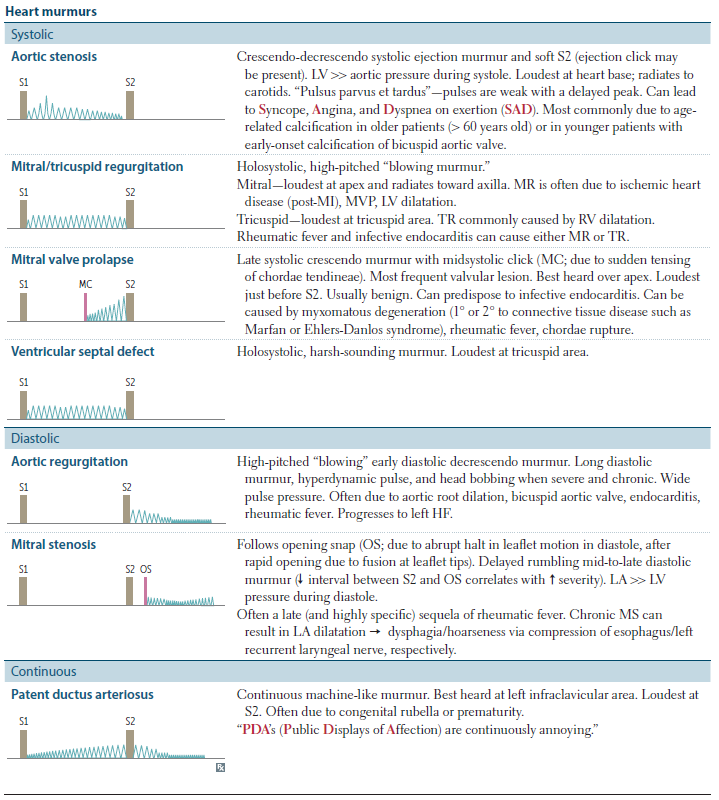 Heart murmurs
Systolic
Aortic stenosis
S1 S2
Crescendo-decrescendo systolic ejection murmur and soft S2 (ejection click may
be present). LV >> aortic pressure during systole. Loudest at heart base; radiates to
carotids. “Pulsus parvus et tardus”—pulses are weak with a delayed peak. Can lead
to Syncope, Angina, and Dyspnea on exertion (SAD). Most commonly due to age-
related calcification in older patients (> 60 years old) or in younger patients with
early-onset calcification of bicuspid aortic valve.
Mitral/tricuspid regurgitation
S1 S2
Holosystolic, high-pitched “blowing murmur.”
Mitral—loudest at apex and radiates toward axilla. MR is often due to ischemic heart
disease (post-MI), MVP, LV dilatation.
Tricuspid—loudest at tricuspid area. TR commonly caused by RV dilatation.
Rheumatic fever and infective endocarditis can cause either MR or TR.
Mitral valve prolapse
S1 MC S2
Late systolic crescendo murmur with midsystolic click (MC; due to sudden tensing
of chordae tendineae). Most frequent valvular lesion. Best heard over apex. Loudest
just before S2. Usually benign. Can predispose to infective endocarditis. Can be
caused by myxomatous degeneration (1° or 2° to connective tissue disease such as
Marfan or Ehlers-Danlos syndrome), rheumatic fever, chordae rupture.
Ventricular septal defect
S1 S2
Holosystolic, harsh-sounding murmur. Loudest at tricuspid area.
Diastolic
Aortic regurgitation
S1 S2
High-pitched “blowing” early diastolic decrescendo murmur. Long diastolic
murmur, hyperdynamic pulse, and head bobbing when severe and chronic. Wide
pulse pressure. Often due to aortic root dilation, bicuspid aortic valve, endocarditis,
rheumatic fever. Progresses to left HF.
Mitral stenosis
S1 S2 OS
Follows opening snap (OS; due to abrupt halt in leaflet motion in diastole, after
rapid opening due to fusion at leaflet tips). Delayed rumbling mid-to-late diastolic
murmur (↓ interval between S2 and OS correlates with ↑ severity). LA >> LV
pressure during diastole.
Often a late (and highly specific) sequela of rheumatic fever. Chronic MS can
result in LA dilatation → dysphagia/hoarseness via compression of esophagus/left
recurrent laryngeal nerve, respectively.
Continuous
Patent ductus arteriosus
S1 S2
Continuous machine-like murmur. Best heard at left infraclavicular area. Loudest at
S2. Often due to congenital rubella or prematurity.
“PDA’s (Public Displays of Affection) are continuously annoying.”
℞